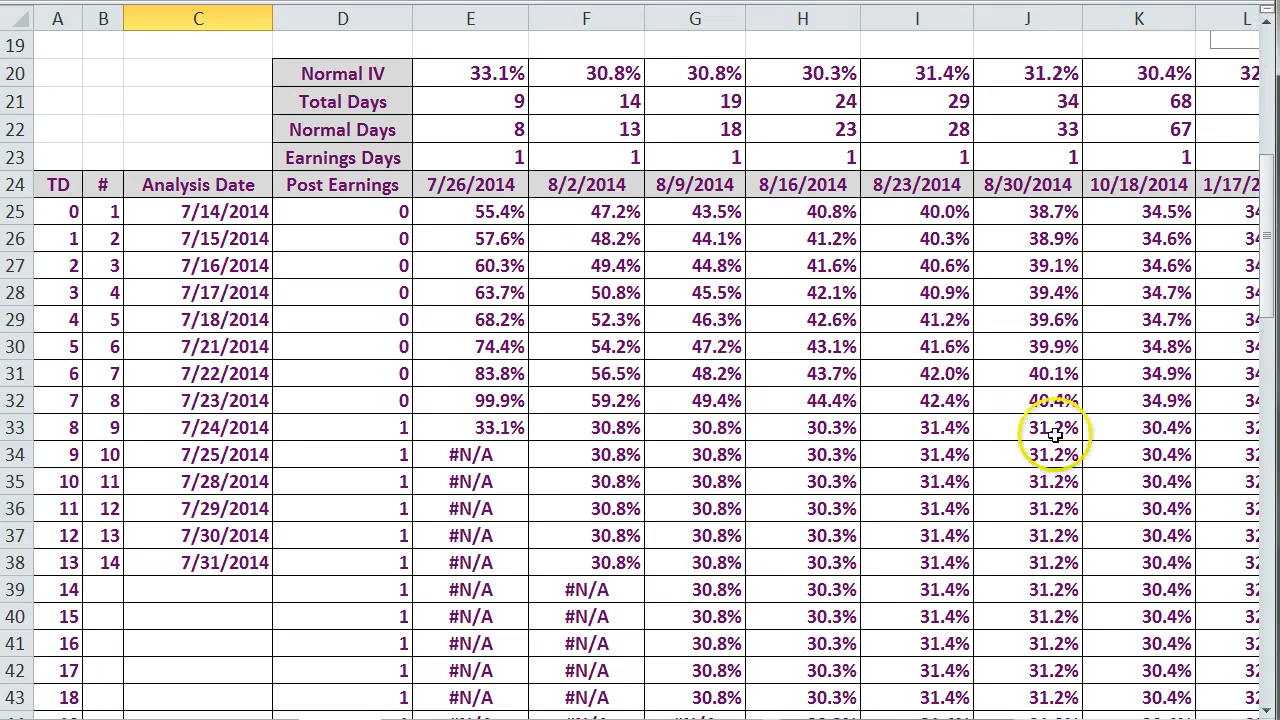 A B C D E F G H I J K L
19
20 Normal IV 33.1% 30.8% 30.8% 30.3% 31.4% 31.2% 30.4% 32
21 Total Days 9 14 19 24 29 34 68
22 Normal Days 8 13 18 23 28 33 67
23 Earnings Days 1 1 1 1 1 1 1
24 TD # Analysis Date Post Earnings 7/26/2014 8/2/2014 8/9/2014 8/16/2014 8/23/2014 8/30/2014 10/18/2014 1/17/2
25 0 1 7/14/2014 0 55.4% 47.2% 43.5% 40.8% 40.0% 38.7% 34.5% 34
26 1 2 7/15/2014 0 57.6% 48.2% 44.1% 41.2% 40.3% 38.9% 34.6% 34
27 2 3 7/16/2014 0 60.3% 49.4% 44.8% 41.6% 40.6% 39.1% 34.6% 34
28 3 4 7/17/2014 0 63.7% 50.8% 45.5% 42.1% 40.9% 39.4% 34.7% 34
29 4 5 7/18/2014 0 68.2% 52.3% 46.3% 42.6% 41.2% 39.6% 34.7% 34
30 5 6 7/21/2014 0 74.4% 54.2% 47.2% 43.1% 41.6% 39.9% 34.8% 34
31 6 7 7/22/2014 0 83.8% 56.5% 48.2% 43.7% 42.0% 40.1% 34.9% 34
32 7 8 7/23/2014 0 99.9% 59.2% 49.4% 44.4% 42.4% 40.4% 34.9% 34
33 8 9 7/24/2014 1 33.1% 30.8% 30.8% 30.3% 31.4% 31.2% 30.4% 32
34 9 10 7/25/2014 1 #N/A 30.8% 30.8% 30.3% 31.4% 31.2% 30.4% 32
35 10 11 7/28/2014 1 #N/A 30.8% 30.8% 30.3% 31.4% 31.2% 30.4% 32
36 11 12 7/29/2014 1 #N/A 30.8% 30.8% 30.3% 31.4% 31.2% 30.4% 32
37 12 13 7/30/2014 1 #N/A 30.8% 30.8% 30.3% 31.4% 31.2% 30.4% 32
38 13 14 7/31/2014 1 #N/A 30.8% 30.8% 30.3% 31.4% 31.2% 30.4% 32
39 14 1 #N/A #N/A 30.8% 30.3% 31.4% 31.2% 30.4% 32
40 15 1 #N/A #N/A 30.8% 30.3% 31.4% 31.2% 30.4% 32
41 16 1 #N/A #N/A 30.8% 30.3% 31.4% 31.2% 30.4% 32
42 17 1 #N/A #N/A 30.8% 30.3% 31.4% 31.2% 30.4% 32
43 18 1 #N/A #N/A 30.8% 30.3% 31.4% 31.2% 30.4% 32